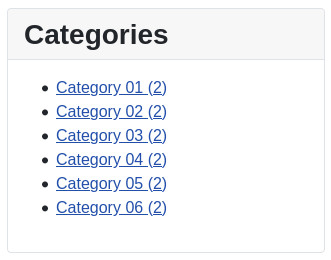 Categories
Category 01 (2)
Category 02 (2)
Category 03 (2)
Category 04 (2)
Category 05 (2)
Category 06 (2)